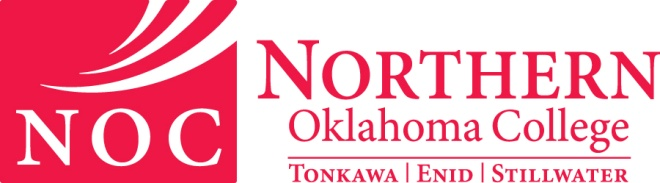 NOC
NORTHERN
Oklahoma College
TONKAWA | ENID | STILLWATER